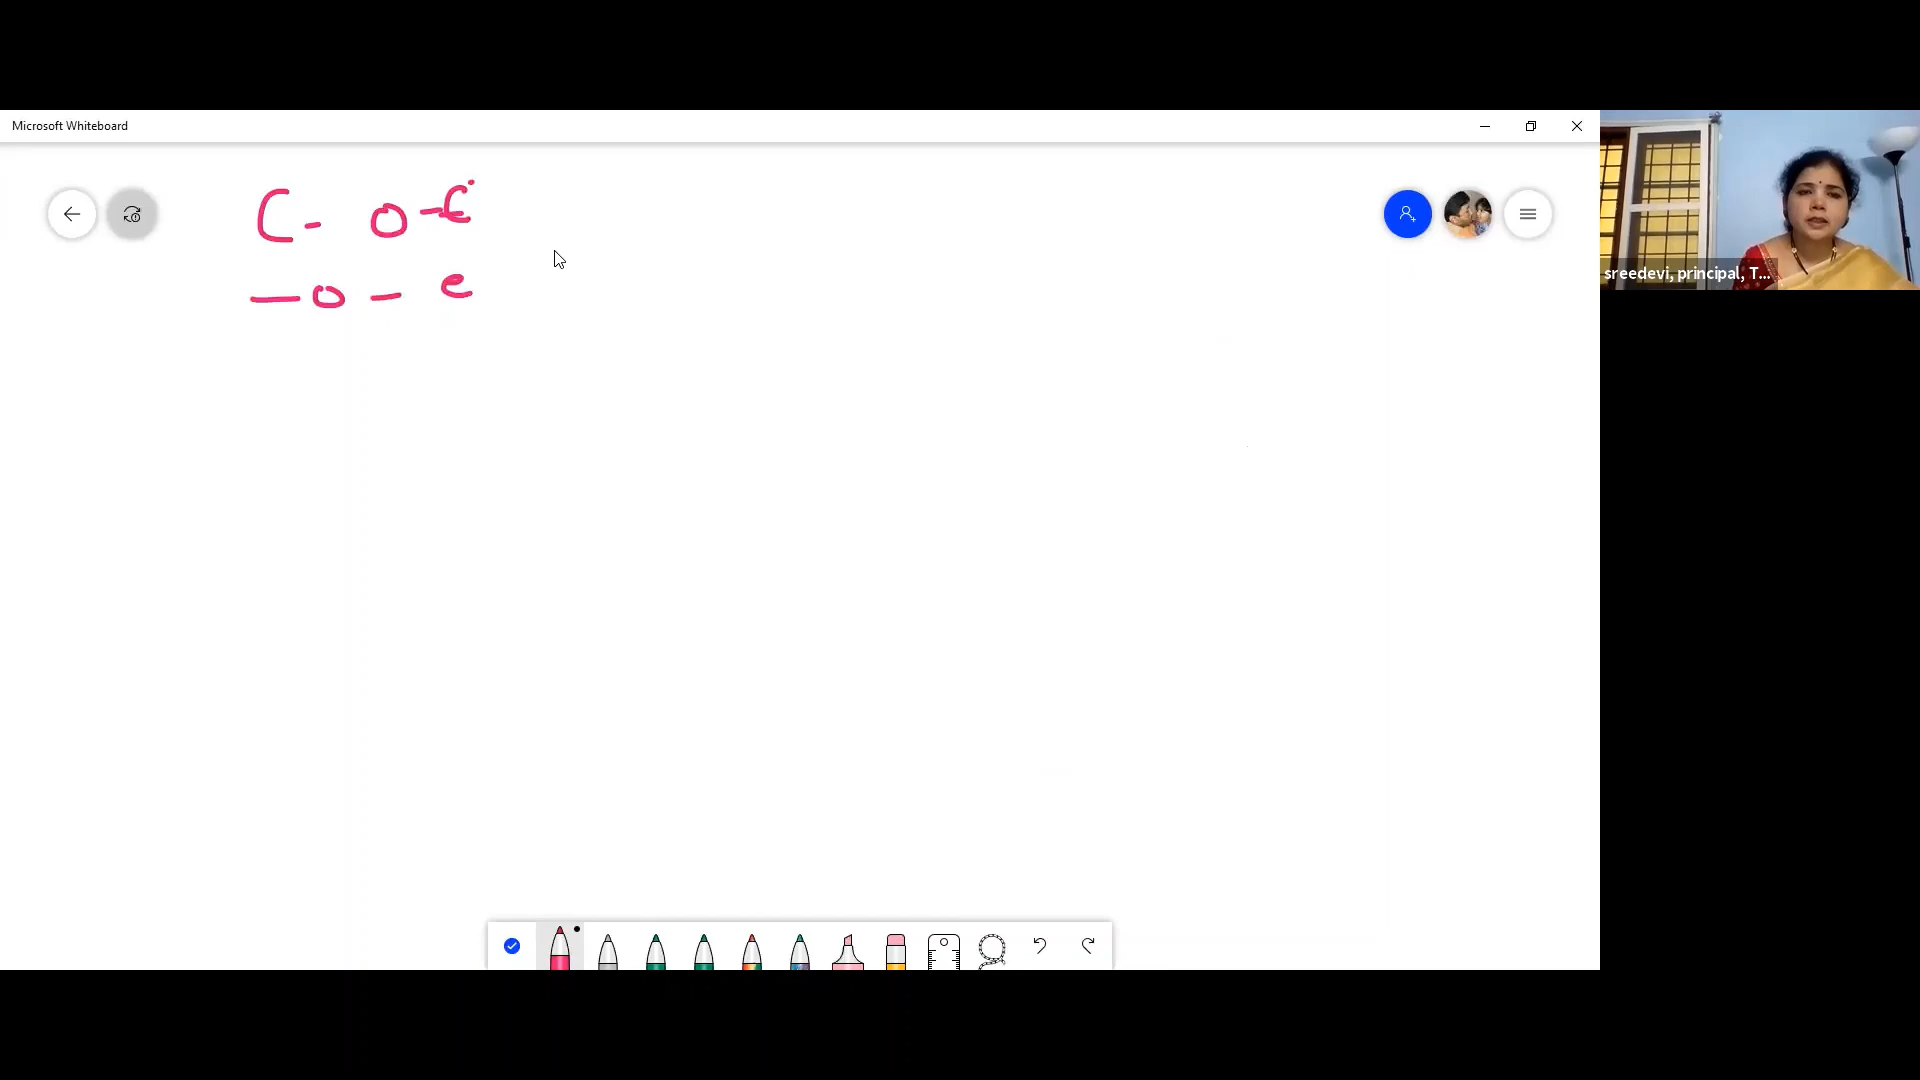 Microsoft Whiteboard
C - O - E
— o - e
sreedevi, principal, T...